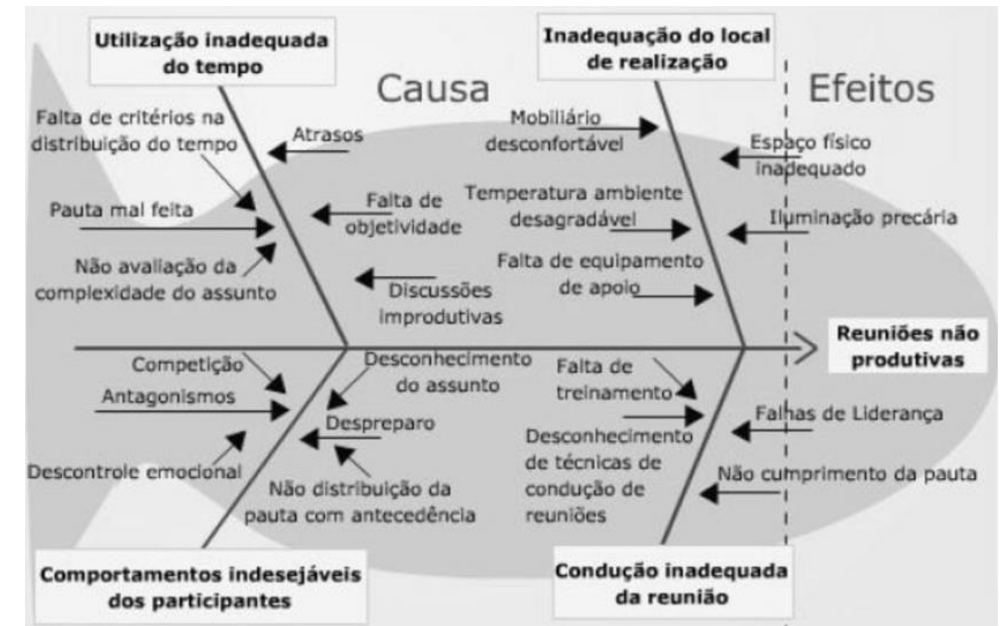 Utilização inadequada
do tempo
Inadequação do local
de realização
Causa
Efeitos
Falta de critérios na
distribuição do tempo
Atrasos
Pauta mal feita
Falta de
objetividade
Não avaliação da
complexidade do assunto
Discussões
improdutivas
Mobiliário
desconfortável
Espaço físico
inadequado
Temperatura ambiente
desagradável
Iluminação precária
Falta de equipamento
de apoio
Reuniões não
produtivas
Competição
Antagonismos
Descontrole emocional
Desconhecimento
do assunto
Despreparo
Não distribuição da
pauta com antecedência
Falta de
treinamento
Desconhecimento
de técnicas de
condução de
reuniões
Falhas de Liderança
Não cumprimento da pauta
Comportamentos indesejáveis
dos participantes
Condução inadequada
da reunião